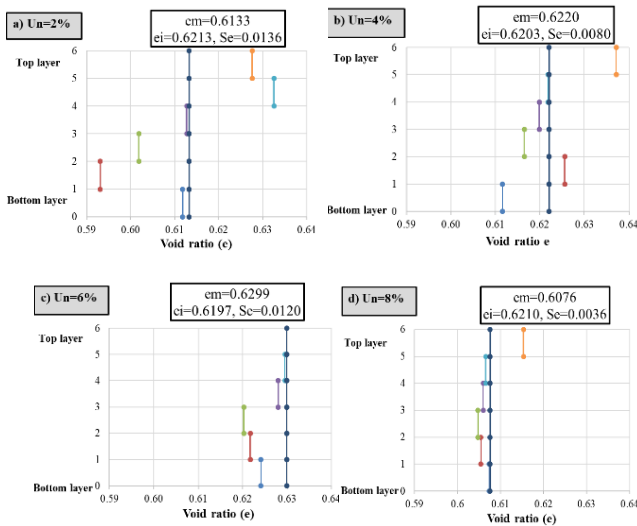 a) Un=2%
em=0.6133
ei=0.6213, Se=0.0136
6
Top layer
5
4
3
2
1
Bottom layer
0
0.59 0.60 0.61 0.62 0.63 0.64
Void ratio (e)
b) Un=4%
em=0.6220
ei=0.6203, Se=0.0080
6
Top layer
5
4
3
2
1
Bottom layer 0
0.59 0.60 0.61 0.62 0.63 0.64
Void ratio e
c) Un=6%
em=0.6299
ei=0.6197, Se=0.0120
6
Top layer
5
4
3
2
1
Bottom layer 0
0.59 0.60 0.61 0.62 0.63 0.64
Void ratio (e)
d) Un=8%
em=0.6076
ei=0.6210, Se=0.0036
6
Top layer
5
4
3
2
1
Bottom layer 0
0.59 0.6 0.61 0.62 0.63 0.64
Void ratio (e)